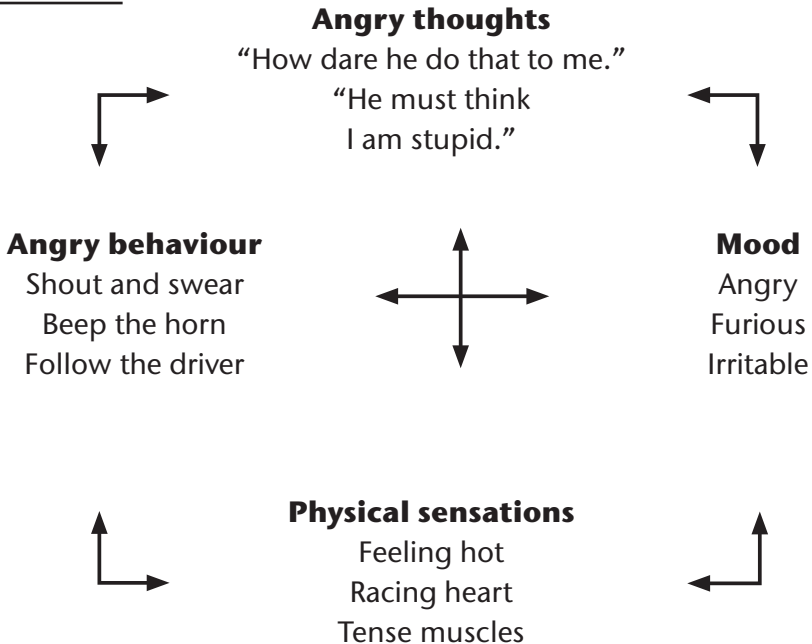 Angry thoughts
“How dare he do that to me.”
“He must think
I am stupid.”
Angry behaviour
Shout and swear
Beep the horn
Follow the driver
Mood
Angry
Furious
Irritable
Physical sensations
Feeling hot
Racing heart
Tense muscles